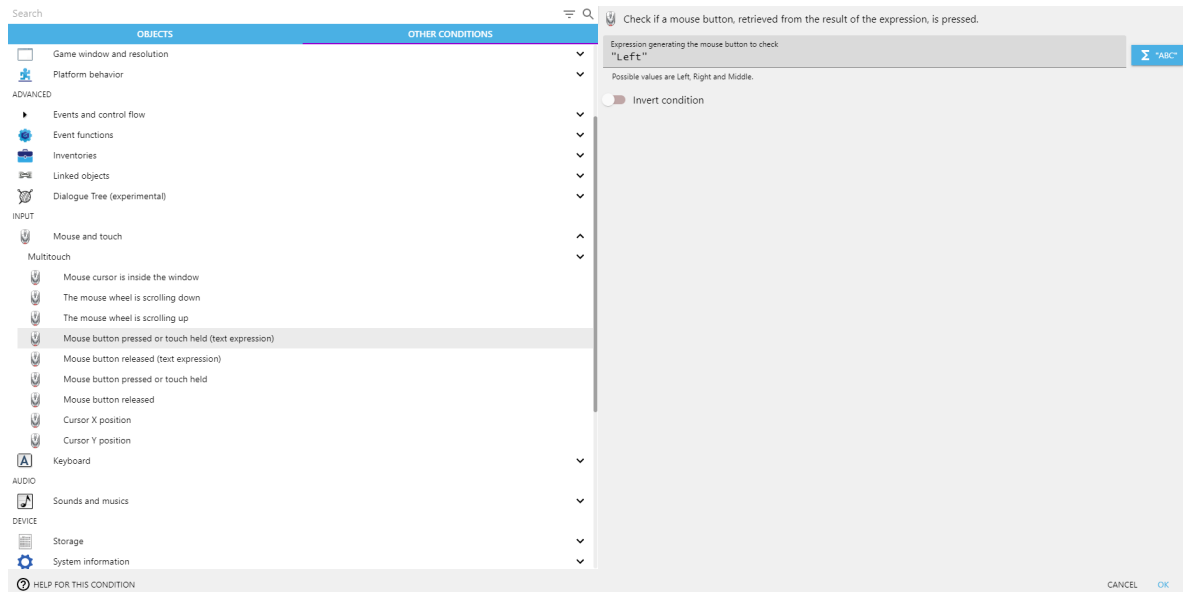 Search
OBJECTS
OTHER CONDITIONS
Game window and resolution
Platform behavior
ADVANCED
Events and control flow
Event functions
Inventories
Linked objects
Dialogue Tree (experimental)
INPUT
Mouse and touch
Multitouch
Mouse cursor is inside the window
The mouse wheel is scrolling down
The mouse wheel is scrolling up
Mouse button pressed or touch held (text expression)
Mouse button released (text expression)
Mouse button pressed or touch held
Mouse button released
Cursor X position
Cursor Y position
A
Keyboard
AUDIO
Sounds and musics
DEVICE
Storage
System information
? HELP FOR THIS CONDITION
Check if a mouse button, retrieved from the result of the expression, is pressed.
Expression generating the mouse button to check
"Left"
Σ "ABC"
Possible values are Left, Right and Middle.
Invert condition
CANCEL
OK